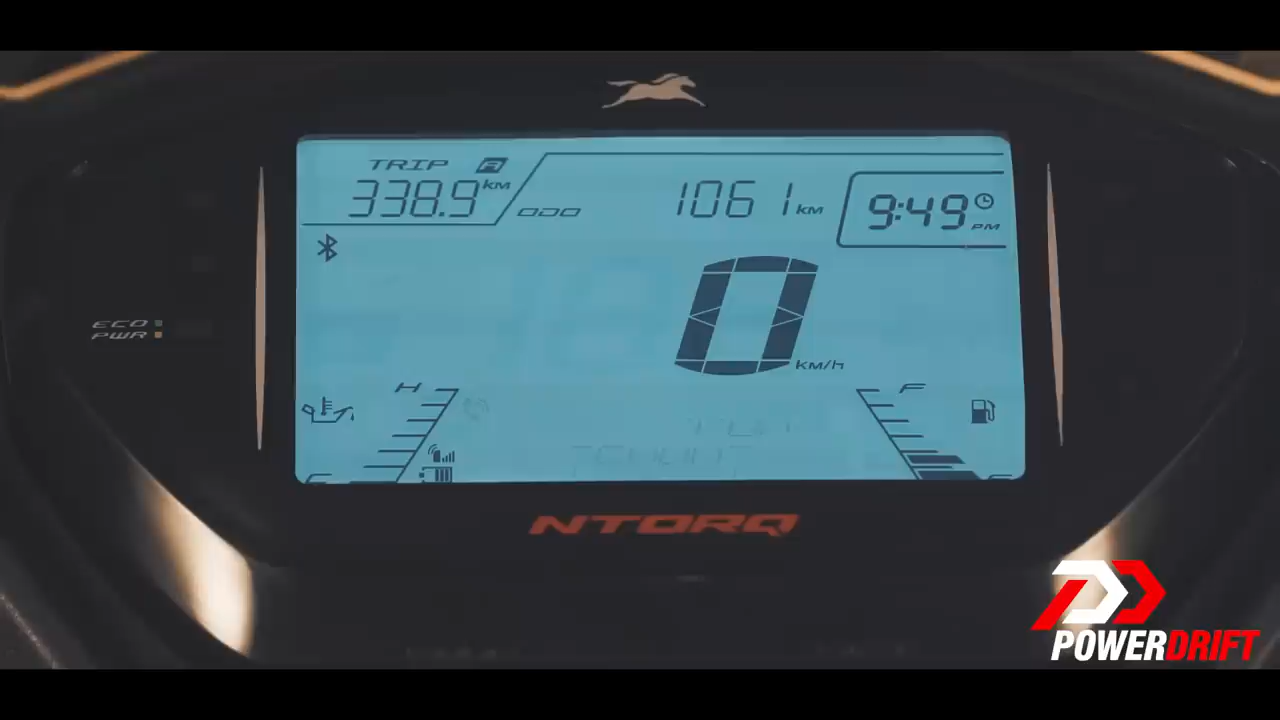 TRIP A
338.9 KM
ODO 1061 KM
9:49 PM
0 KM/H
ECO
PWR
H
F
NTORQ
POWERDRIFT